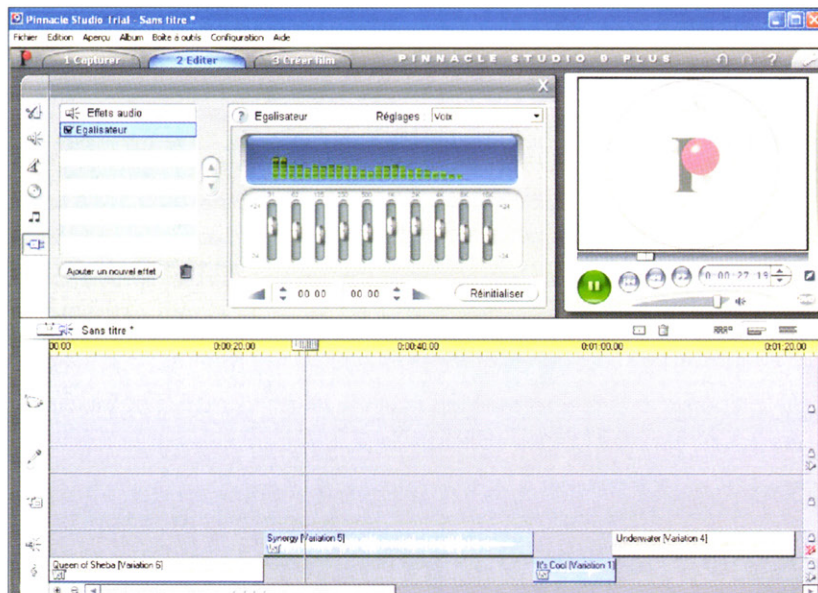 Pinnacle Studio Trial - Sans titre *
Fichier Edition Aperçu Album Boîte à outils Configuration Aide
1 Capturer 2 Editer 3 Créer film PINNACLE STUDIO 9 PLUS
Effets audio
Egalisateur
Ajouter un nouvel effet
Egalisateur Réglages Voix
00 00 00 00 Réinitialiser
0:00:27.19
Sans titre *
00.00 0:00:20.00 0:00:40.00 0:01:00.00 0:01:20.00
Synergy [Variation 5] Underwater [Variation 4]
Queen of Sheba [Variation 6] It's Cool [Variation 1]